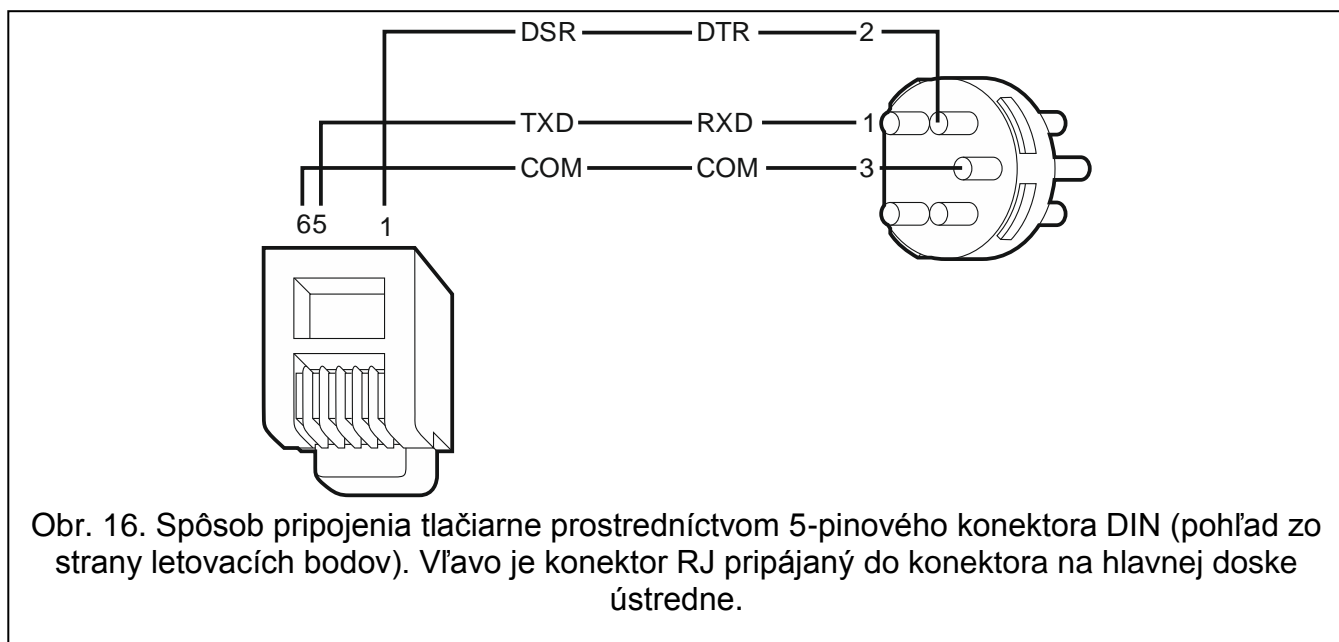 DSR DTR 2
TXD RXD 1
COM COM 3
65 1
Obr. 16. Spôsob pripojenia tlačiarne prostredníctvom 5-pinového konektora DIN (pohľad zo
strany letovacích bodov). Vľavo je konektor RJ pripájaný do konektora na hlavnej doske
ústredne.